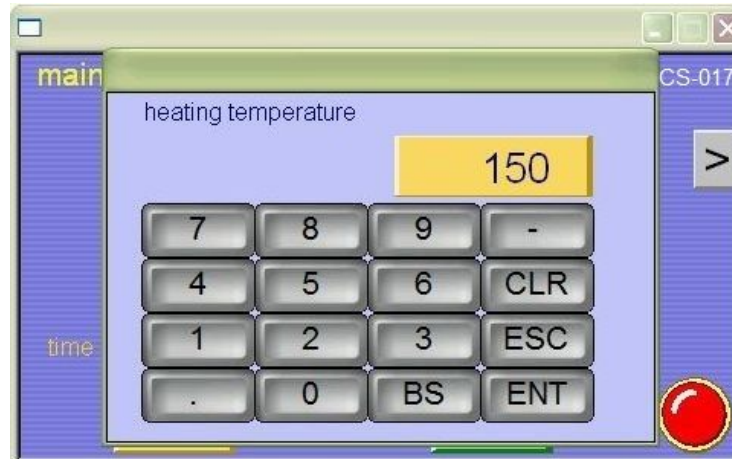 main
CS-017
heating temperature
150
>
7 8 9 -
4 5 6 CLR
1 2 3 ESC
time
. 0 BS ENT